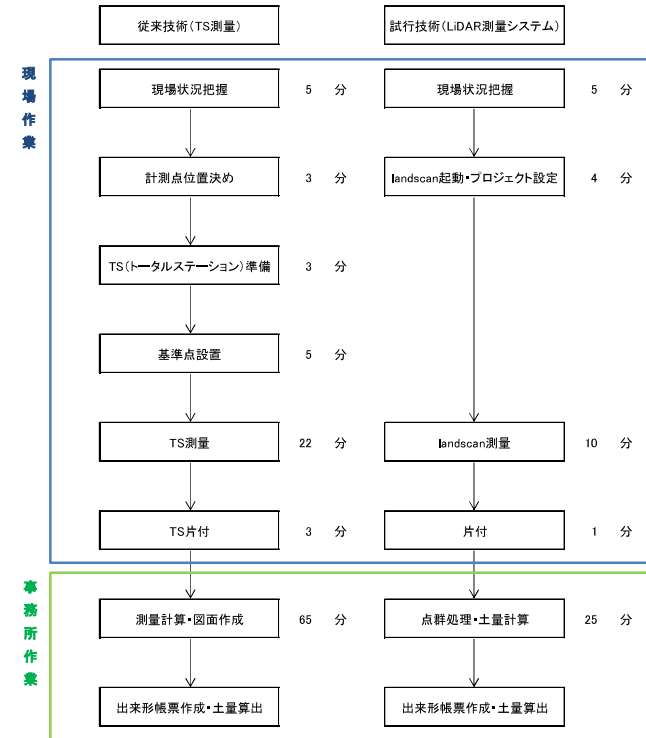 従来技術(TS測量)
試行技術(LiDAR測量システム)
現場作業
現場状況把握 5 分
現場状況把握 5 分
計測点位置決め 3 分
landscan起動・プロジェクト設定 4 分
TS(トータルステーション)準備 3 分
基準点設置 5 分
TS測量 22 分
landscan測量 10 分
TS片付 3 分
片付 1 分
事務所作業
測量計算・図面作成 65 分
点群処理・土量計算 25 分
出来形帳票作成・土量算出
出来形帳票作成・土量算出